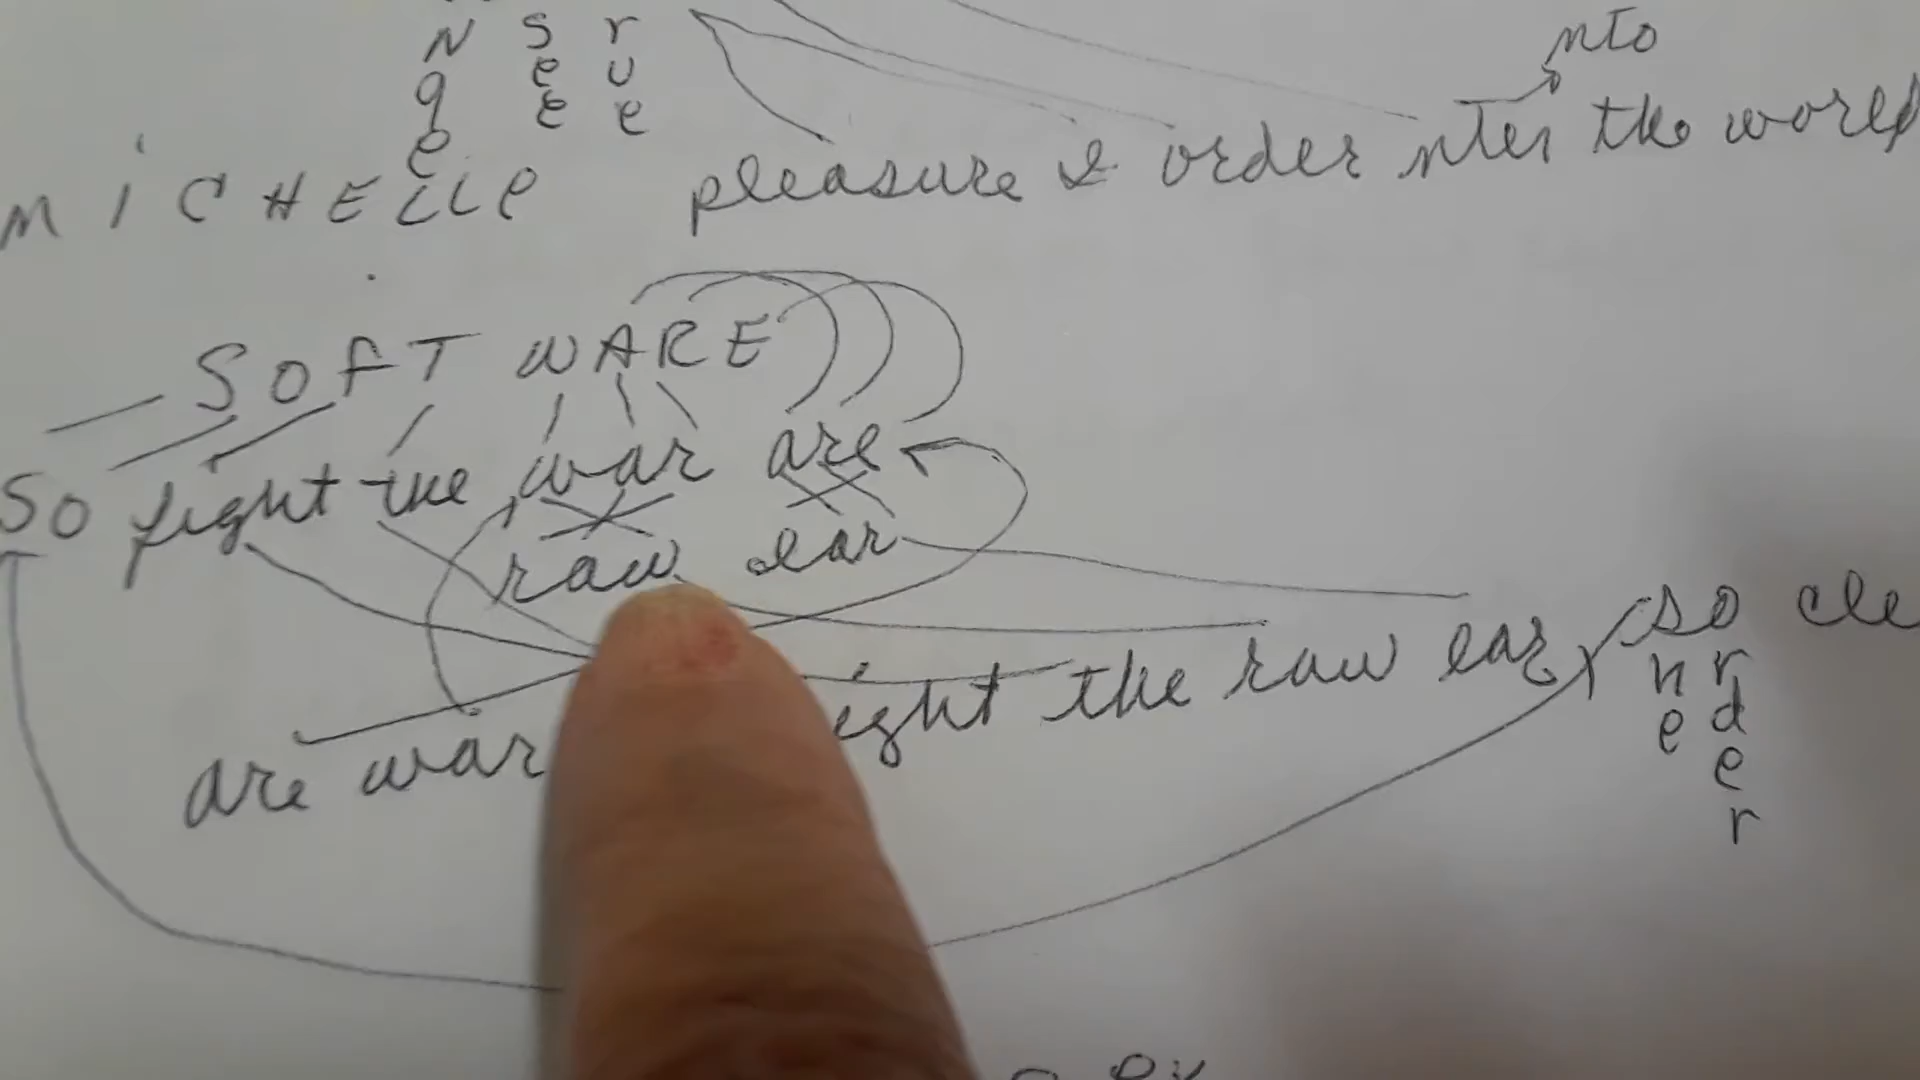 N s r
nto
q e u
e e e
pleasure & order nter the world
MiCHELLe
SOFT WARE
So fight the war are
raw ear
are war ight the raw ear, so cle
n r
e d
e
r